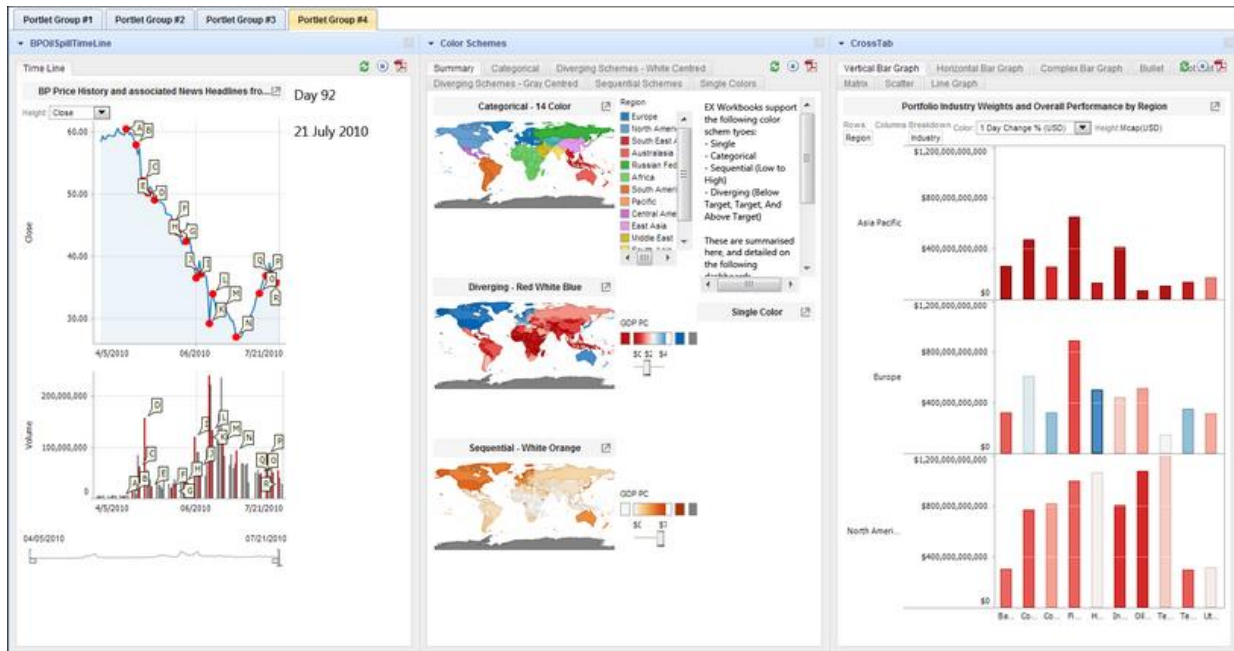 Portlet Group #1
Portlet Group #2
Portlet Group #3
Portlet Group #4
BPOilSpillTimeLine
Time Line
BP Price History and associated News Headlines fro...
Height: Close
Day 92
21 July 2010
60.00
50.00
40.00
30.00
Close
A
B
C
E
D
F
H
G
J
I
L
M
K
N
Q
P
O
R
4/5/2010
06/2010
7/21/2010
200,000,000
100,000,000
0
Volume
D
C
A
B
E
F
G
H
I
J
L
K
M
N
Q
O
P
R
4/5/2010
06/2010
7/21/2010
04/05/2010
07/21/2010
Color Schemes
Summary
Categorical
Diverging Schemes - White Centred
Diverging Schemes - Gray Centred
Sequential Schemes
Single Colors
Categorical - 14 Color
Region
Europe
North Ameri
South East A
Australasia
Russian Fed
Africa
South Ameri
Pacific
Central Ame
East Asia
Middle East
EX Workbooks support
the following color
schem tyoes:
- Single
- Categorical
- Sequential (Low to
High)
- Diverging (Below
Target, Target, And
Above Target)
These are summarised
here, and detailed on
the following
Diverging - Red White Blue
GDP PC
Single Color
Sequential - White Orange
GDP PC
CrossTab
Vertical Bar Graph
Horizontal Bar Graph
Complex Bar Graph
Bullet
Matrix
Scatter
Line Graph
Portfolio Industry Weights and Overall Performance by Region
Rows
Columns Breakdown
Color: 1 Day Change % (USD)
Height: Mcap(USD)
Region
Industry
$1,200,000,000,000
$800,000,000,000
Asia Pacific
$400,000,000,000
$0
$1,200,000,000,000
$800,000,000,000
Europe
$400,000,000,000
$0
$1,200,000,000,000
$800,000,000,000
North Ameri...
$400,000,000,000
$0
Ba...
Co...
Co...
Fi...
H...
In...
Oil...
Te...
Te...
Ut...